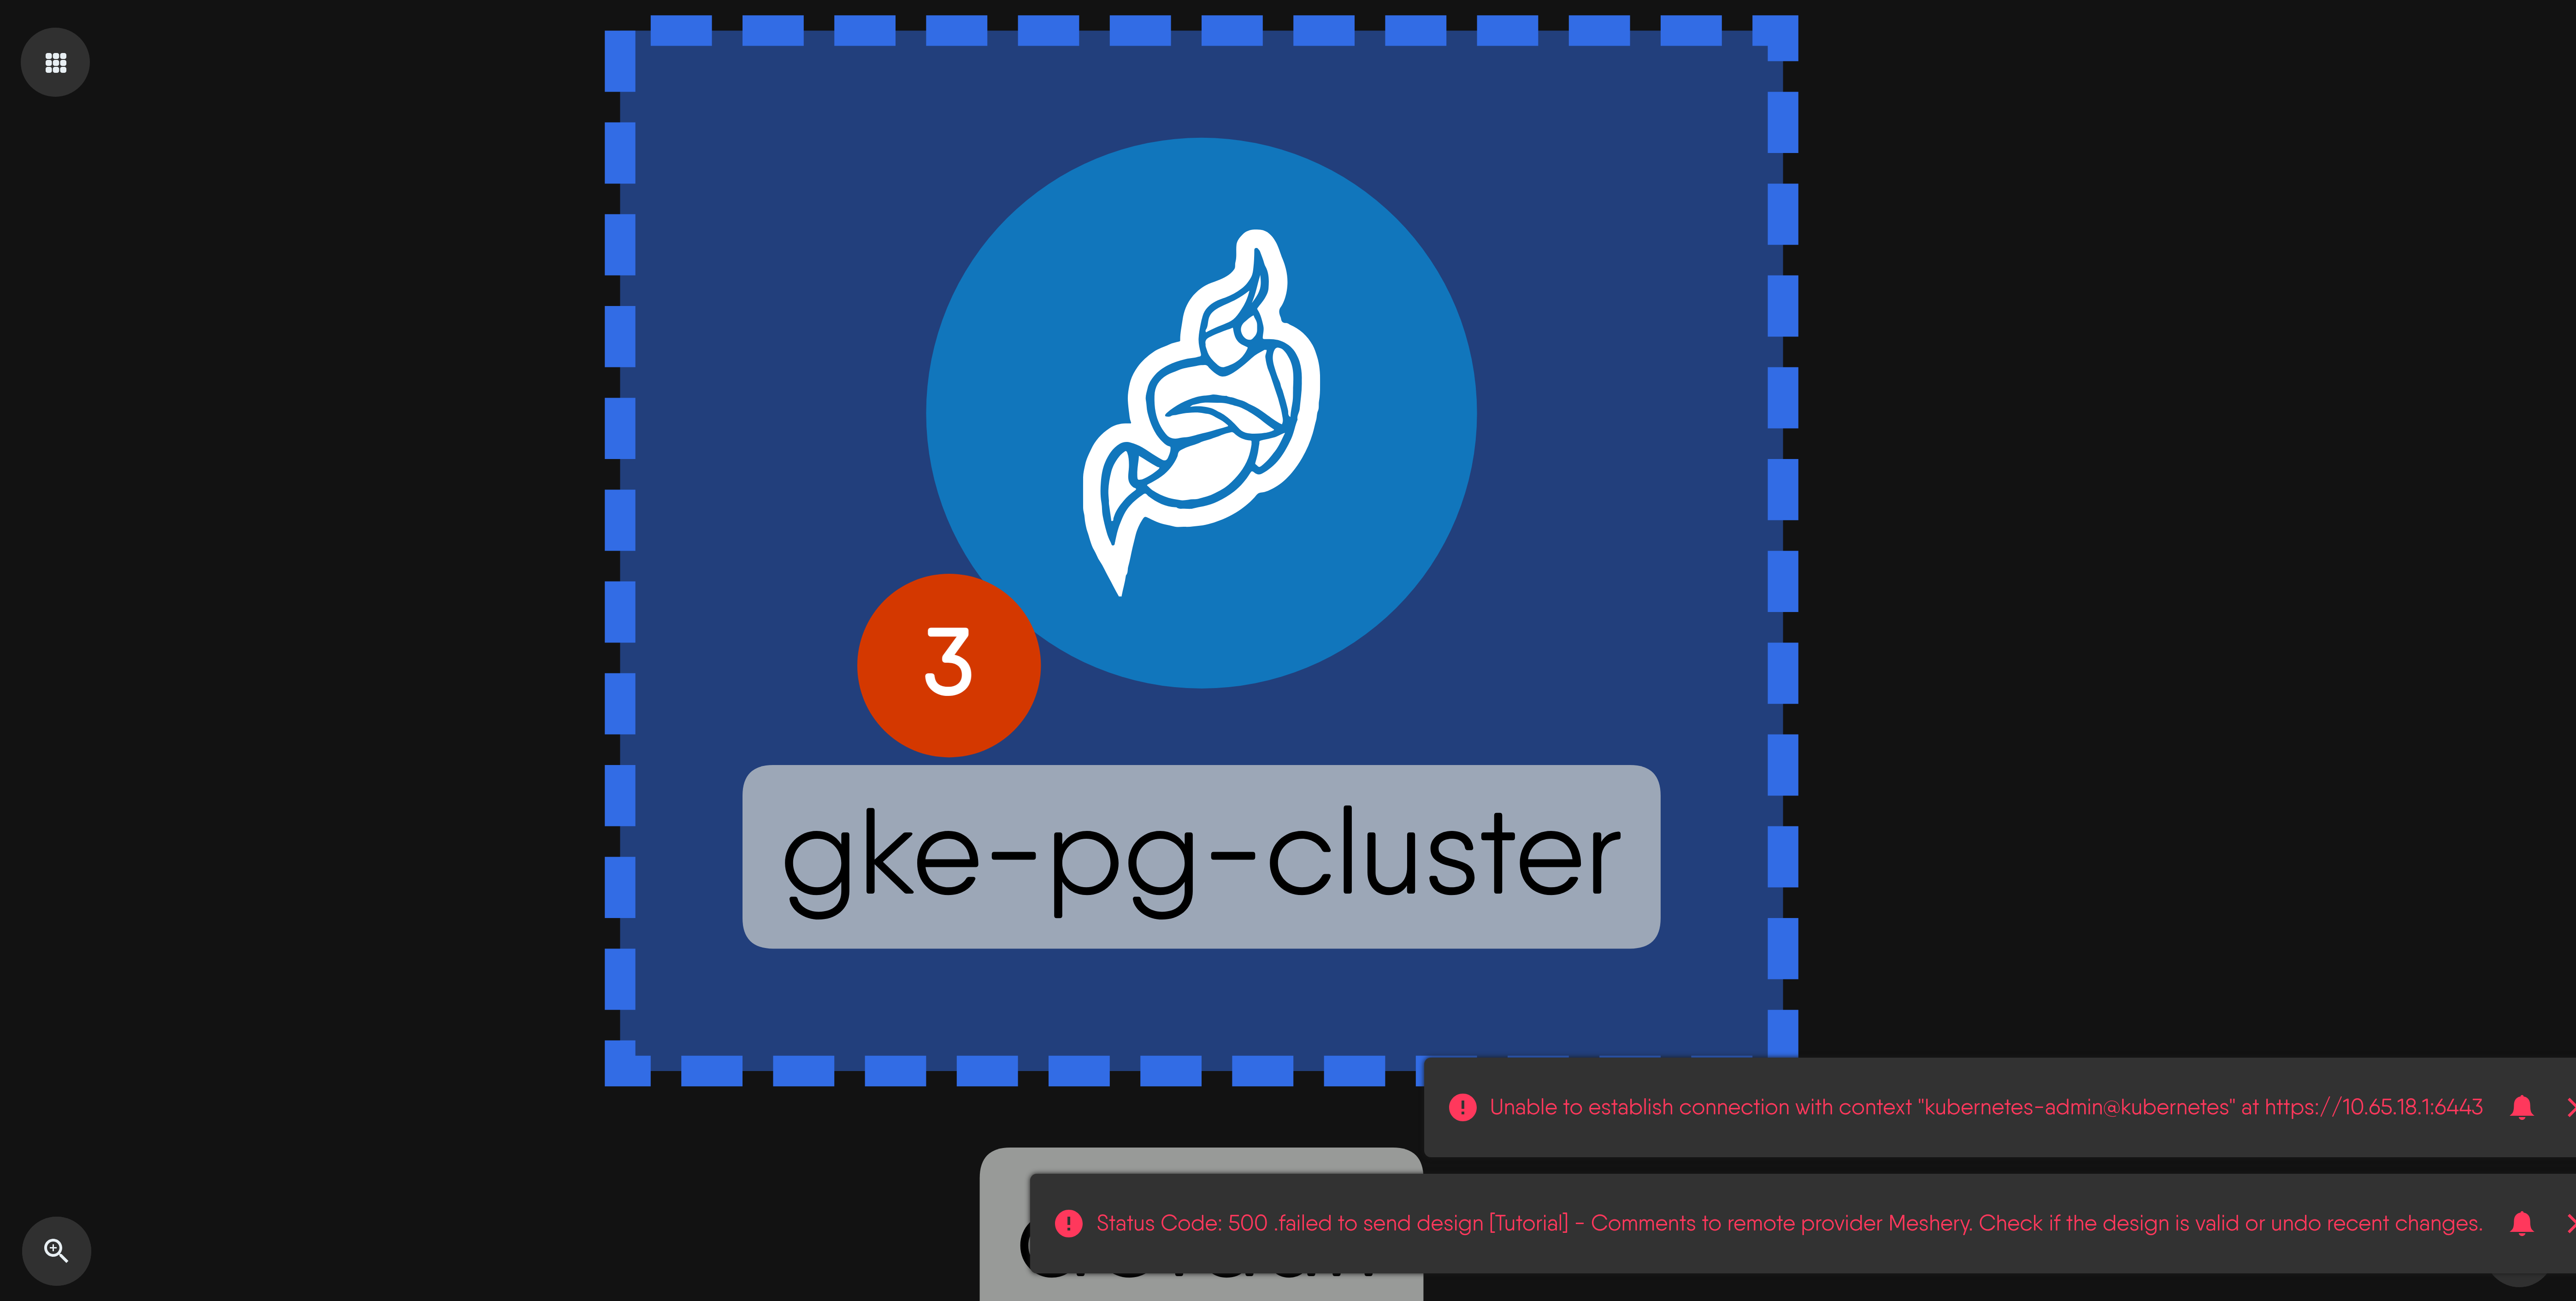 3
gke-pg-cluster
Unable to establish connection with context "kubernetes-admin@kubernetes" at https://10.65.18.1:6443
Status Code: 500 .failed to send design [Tutorial] - Comments to remote provider Meshery. Check if the design is valid or undo recent changes.